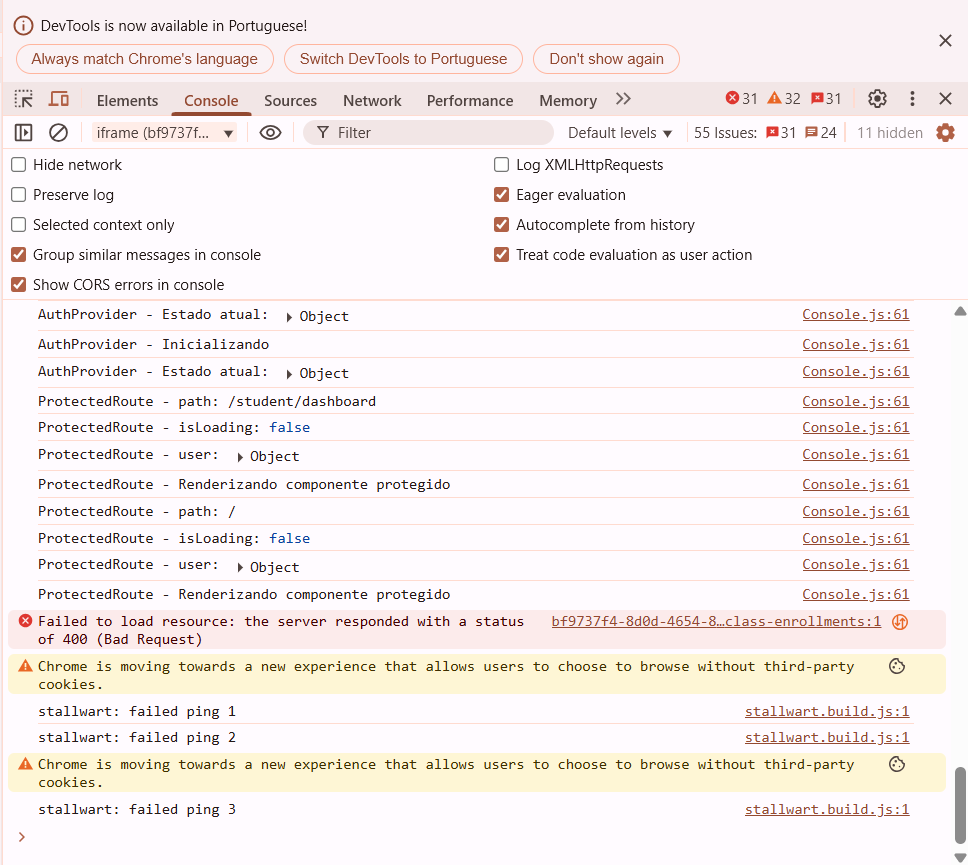 DevTools is now available in Portuguese!
Always match Chrome's language Switch DevTools to Portuguese Don't show again
Elements Console Sources Network Performance Memory 31 32 31
iframe (bf9737f... Filter Default levels 55 Issues: 31 24 11 hidden
Hide network Log XMLHttpRequests
Preserve log Eager evaluation
Selected context only Autocomplete from history
Group similar messages in console Treat code evaluation as user action
Show CORS errors in console
AuthProvider - Estado atual: Object Console.js:61
AuthProvider - Inicializando Console.js:61
AuthProvider - Estado atual: Object Console.js:61
ProtectedRoute - path: /student/dashboard Console.js:61
ProtectedRoute - isLoading: false Console.js:61
ProtectedRoute - user: Object Console.js:61
ProtectedRoute - Renderizando componente protegido Console.js:61
ProtectedRoute - path: / Console.js:61
ProtectedRoute - isLoading: false Console.js:61
ProtectedRoute - user: Object Console.js:61
ProtectedRoute - Renderizando componente protegido Console.js:61
Failed to load resource: the server responded with a status bf9737f4-8d0d-4654-8…class-enrollments:1
of 400 (Bad Request)
Chrome is moving towards a new experience that allows users to choose to browse without third-party
cookies.
stallwart: failed ping 1 stallwart.build.js:1
stallwart: failed ping 2 stallwart.build.js:1
Chrome is moving towards a new experience that allows users to choose to browse without third-party
cookies.
stallwart: failed ping 3 stallwart.build.js:1